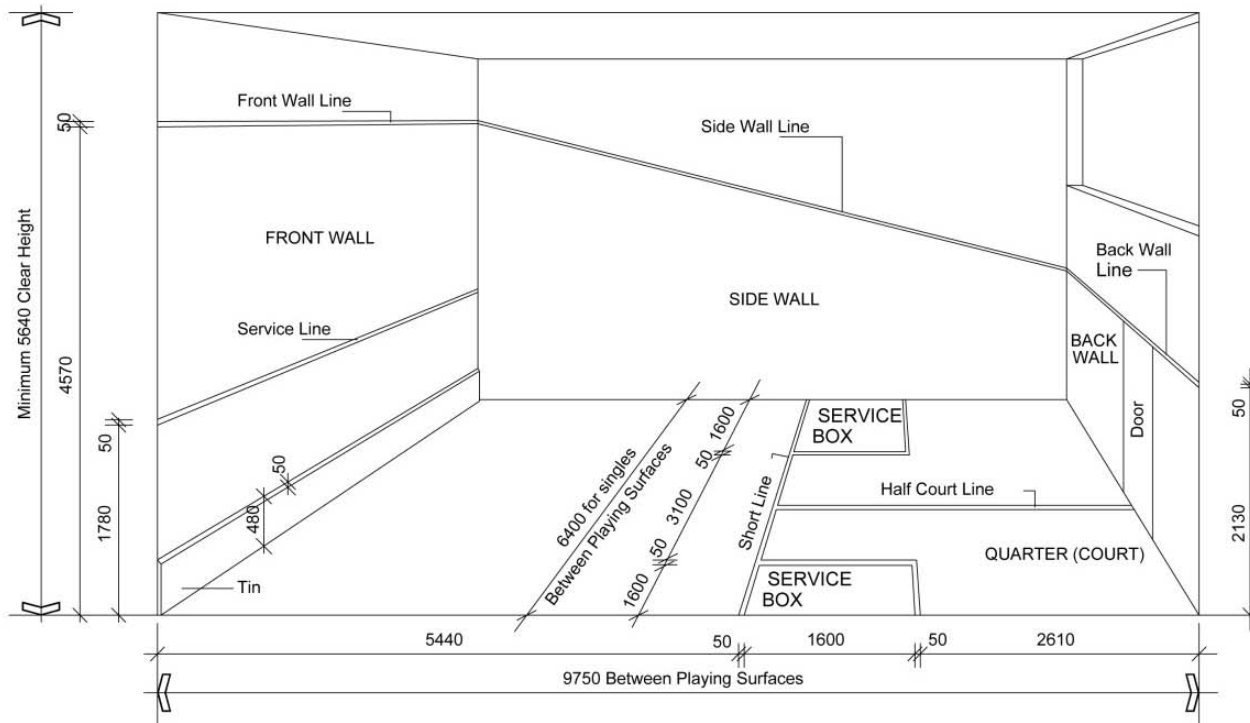 Front Wall Line
50
Side Wall Line
Minimum 5640 Clear Height
FRONT WALL
Back Wall
Line
SIDE WALL
Service Line
BACK
WALL
4570
50
Door
50
1600
SERVICE
BOX
50
50
6400 for singles
Between Playing Surfaces
3100
Short Line
Half Court Line
1780
480
2130
50
QUARTER (COURT)
Tin
1600
SERVICE
BOX
5440
50
1600
50
2610
9750 Between Playing Surfaces